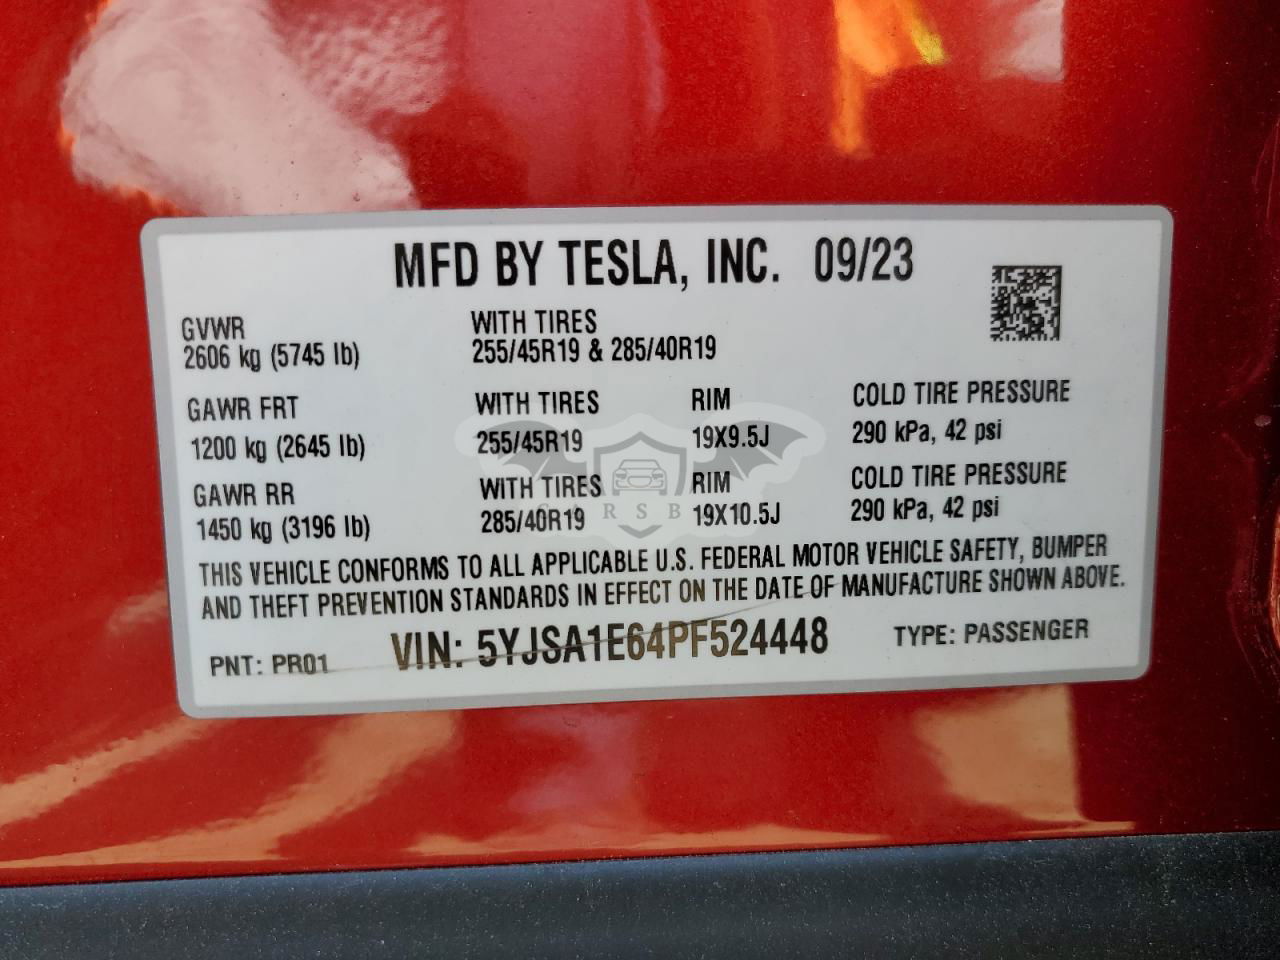 MFD BY TESLA, INC. 09/23
GVWR
2606 kg (5745 lb)
WITH TIRES
255/45R19 & 285/40R19
GAWR FRT
1200 kg (2645 lb)
WITH TIRES
255/45R19
RIM
19X9.5J
COLD TIRE PRESSURE
290 kPa, 42 psi
GAWR RR
1450 kg (3196 lb)
WITH TIRES
285/40R19
RIM
19X10.5J
COLD TIRE PRESSURE
290 kPa, 42 psi
THIS VEHICLE CONFORMS TO ALL APPLICABLE U.S. FEDERAL MOTOR VEHICLE SAFETY, BUMPER
AND THEFT PREVENTION STANDARDS IN EFFECT ON THE DATE OF MANUFACTURE SHOWN ABOVE.
PNT: PR01 VIN: 5YJSA1E64PF524448 TYPE: PASSENGER